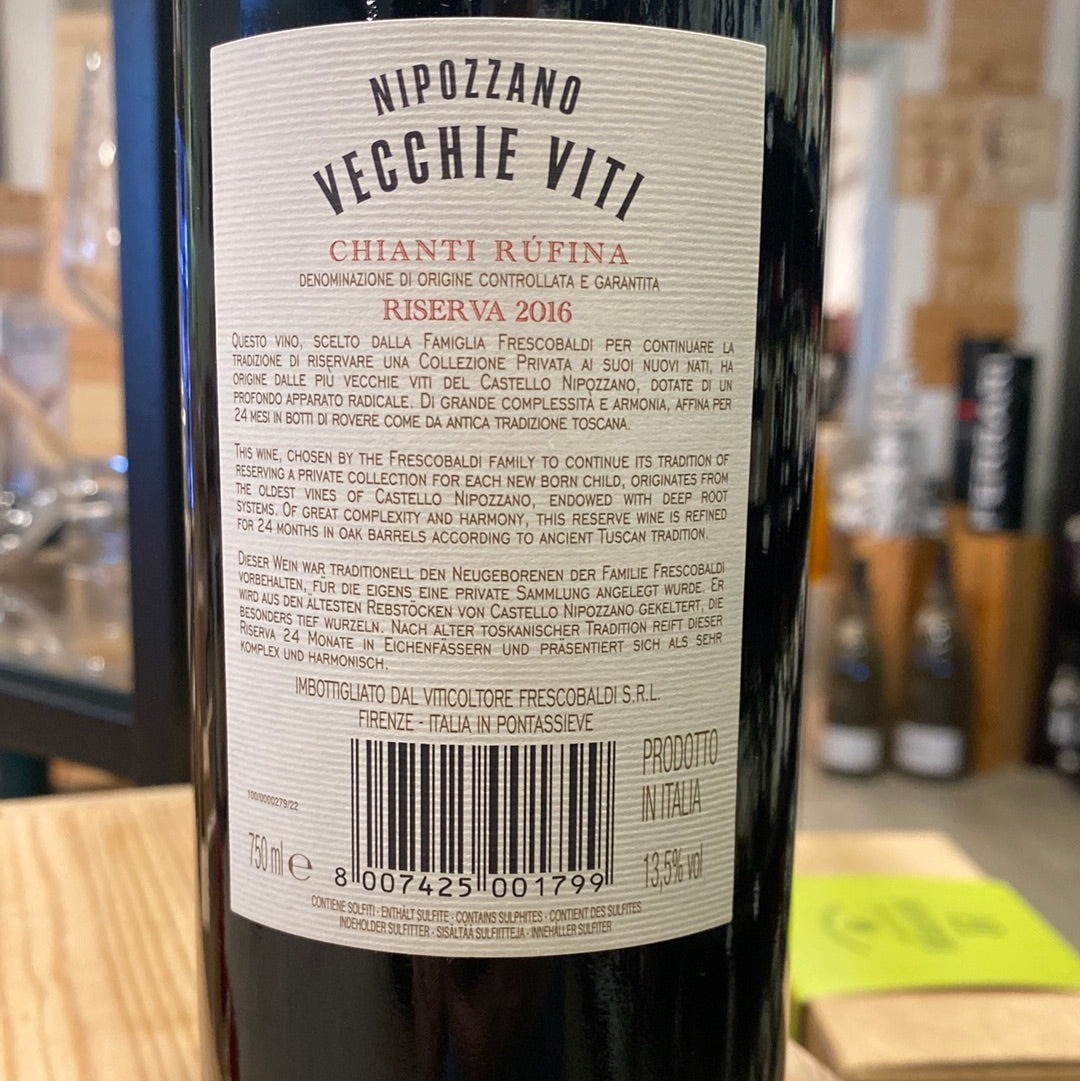 NIPOZZANO
VECCHIE VITI
CHIANTI RÚFINA
DENOMINAZIONE DI ORIGINE CONTROLLATA E GARANTITA
RISERVA 2016
QUESTO VINO, SCELTO DALLA FAMIGLIA FRESCOBALDI PER CONTINUARE LA
TRADIZIONE DI RISERVARE UNA COLLEZIONE PRIVATA AI SUOI NUOVI NATI, HA
ORIGINE DALLE PIÙ VECCHIE VITI DEL CASTELLO NIPOZZANO, DOTATE DI UN
PROFONDO APPARATO RADICALE. DI GRANDE COMPLESSITÀ E ARMONIA, AFFINA PER
24 MESI IN BOTTI DI ROVERE COME DA ANTICA TRADIZIONE TOSCANA.
THIS WINE, CHOSEN BY THE FRESCOBALDI FAMILY TO CONTINUE ITS TRADITION OF
RESERVING A PRIVATE COLLECTION FOR EACH NEW BORN CHILD, ORIGINATES FROM
THE OLDEST VINES OF CASTELLO NIPOZZANO, ENDOWED WITH DEEP ROOT
SYSTEMS. OF GREAT COMPLEXITY AND HARMONY, THIS RESERVE WINE IS REFINED
FOR 24 MONTHS IN OAK BARRELS ACCORDING TO ANCIENT TUSCAN TRADITION.
DIESER WEIN WAR TRADITIONELL DEN NEUGEBORENEN DER FAMILIE FRESCOBALDI
VORBEHALTEN, FÜR DIE EIGENS EINE PRIVATE SAMMLUNG ANGELEGT WURDE. ER
WIRD AUS DEN ÄLTESTEN REBSTÖCKEN VON CASTELLO NIPOZZANO GEKELTERT, DIE
BESONDERS TIEF WURZELN. NACH ALTER TOSKANISCHER TRADITION REIFT DIESER
RISERVA 24 MONATE IN EICHENFÄSSERN UND PRÄSENTIERT SICH ALS SEHR
KOMPLEX UND HARMONISCH.
IMBOTTIGLIATO DAL VITICOLTORE FRESCOBALDI S.R.L.
FIRENZE - ITALIA IN PONTASSIEVE
PRODOTTO
IN ITALIA
100/0000279/22
750 ml e
8 007425 001799
13,5% vol
CONTIENE SOLFITI - ENTHÄLT SULFITE - CONTAINS SULPHITES - CONTIENT DES SULFITES
INDEHOLDER SULFITTER - SISÄLTÄÄ SULFIITTEJA - INNEHÅLLER SULFITER
FERRARI